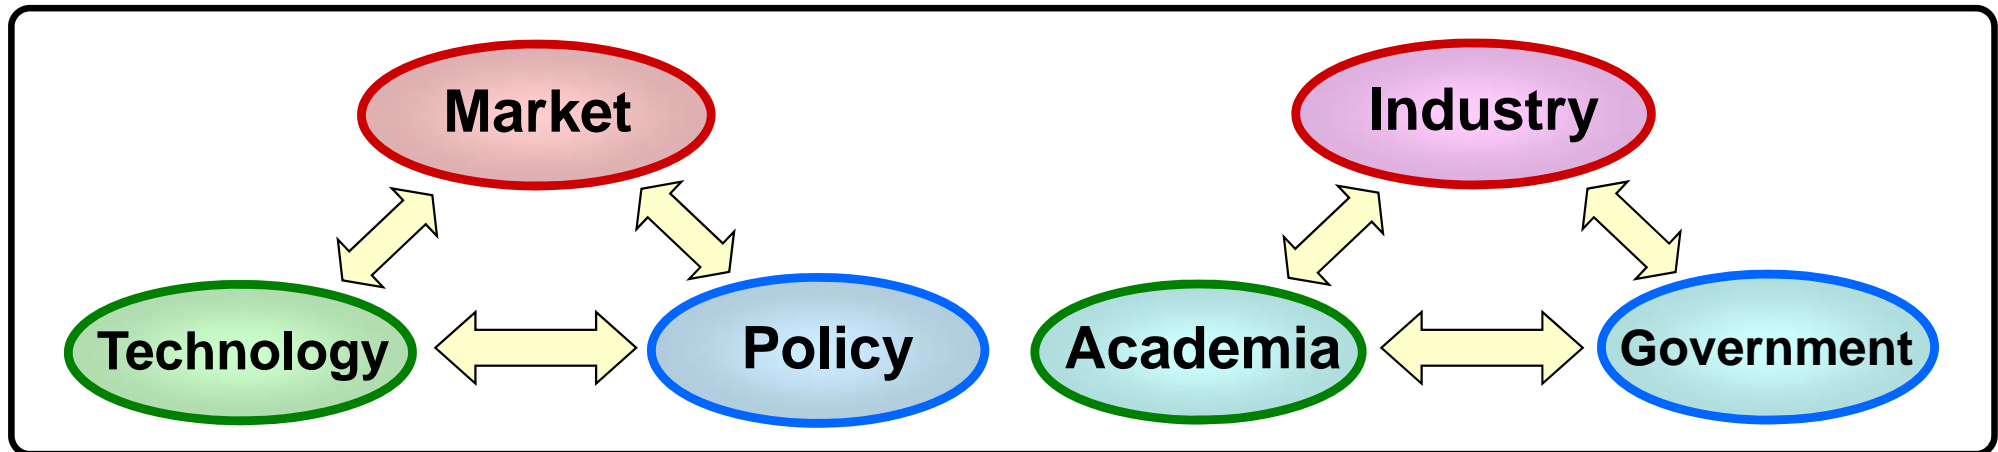 Market
Technology
Policy
Industry
Academia
Government